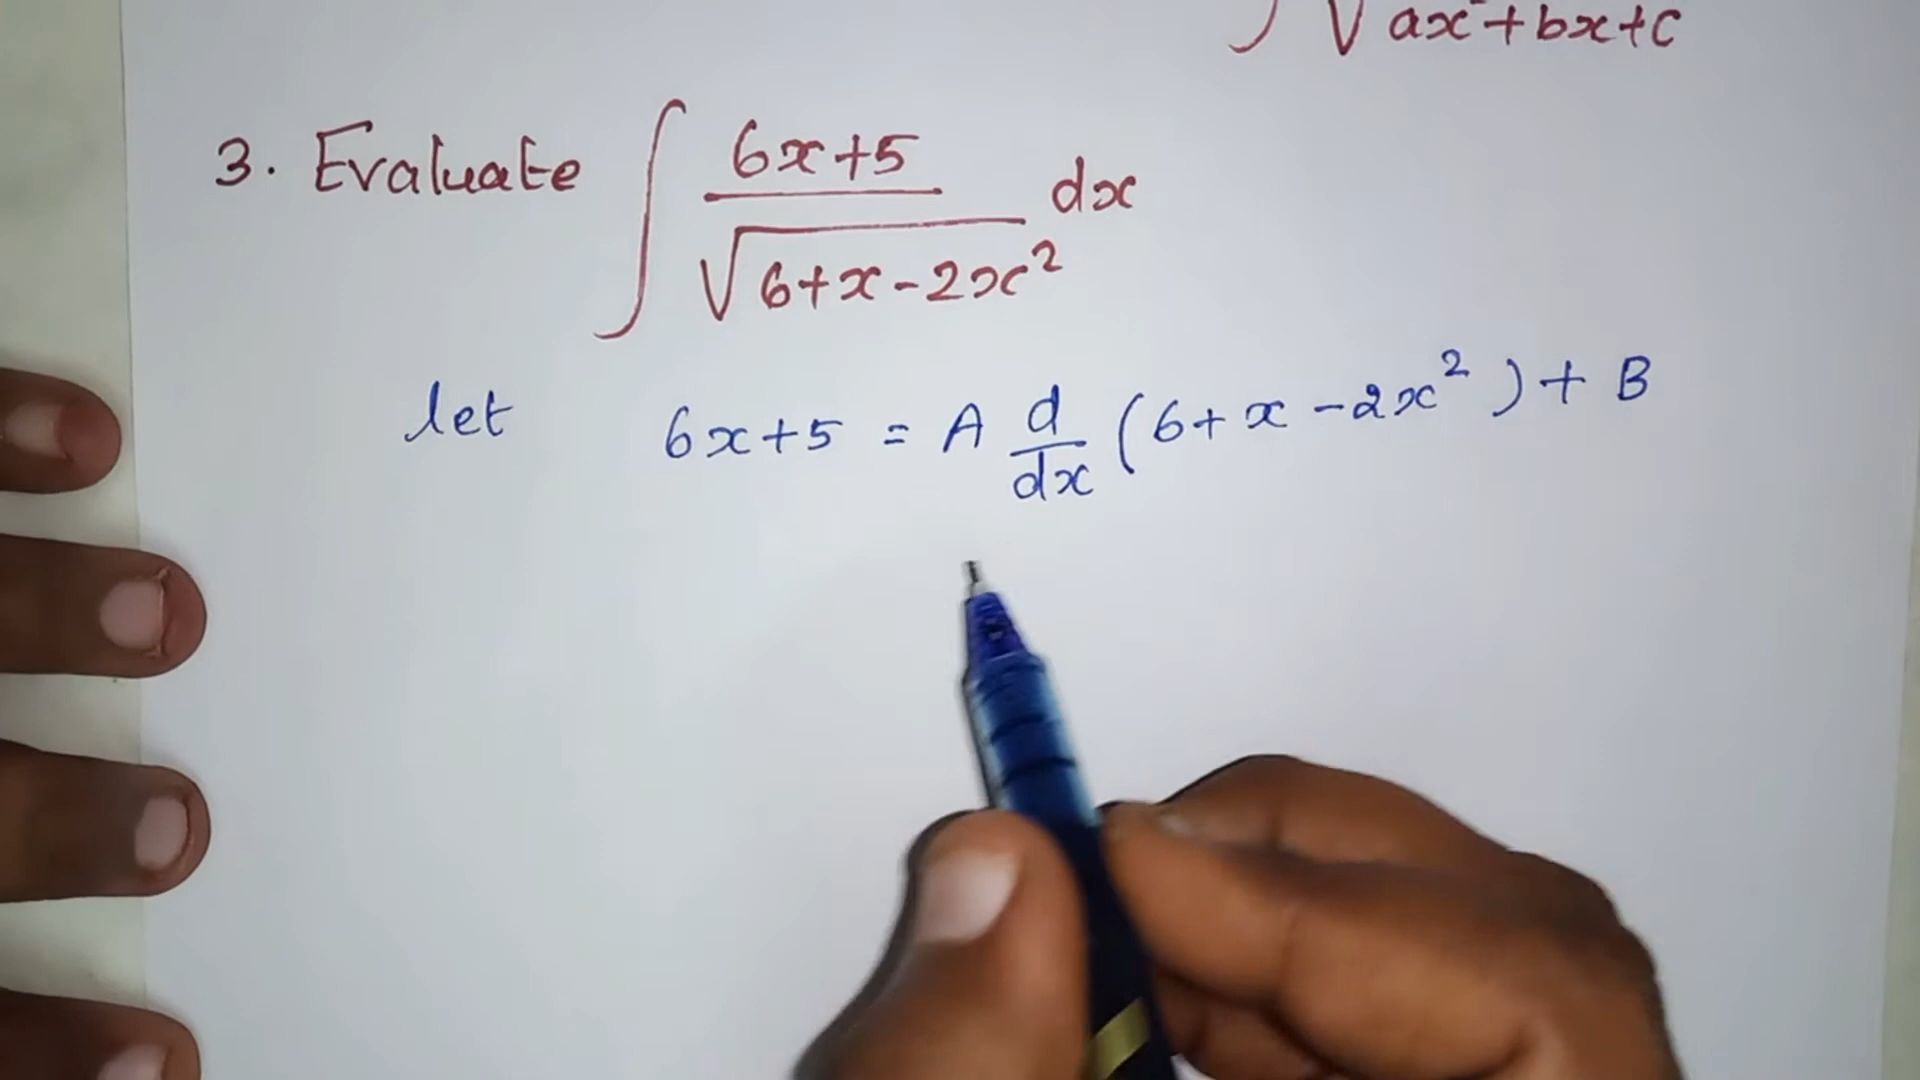 ∫ √ax²+bx+c
3. Evaluate ∫ 6x+5 / √6+x-2x² dx
let 6x+5 = A d/dx (6+x-2x²)+B